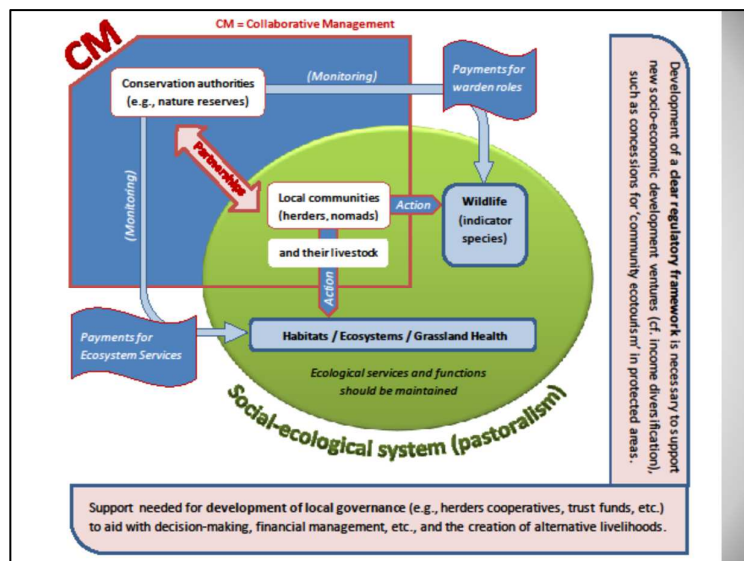 CM = Collaborative Management
CM
Conservation authorities
(e.g., nature reserves)
(Monitoring)
Payments for
warden roles
Partnerships
(Monitoring)
Local communities
(herders, nomads)
Action
Wildlife
(indicator
species)
and their livestock
Action
Payments for
Ecosystem Services
Habitats / Ecosystems / Grassland Health
Ecological services and functions
should be maintained
Social-ecological system (pastoralism)
Development of a clear regulatory framework is necessary to support
new socio-economic development ventures (cf. income diversification),
such as concessions for 'community ecotourism' in protected areas.
Support needed for development of local governance (e.g., herders cooperatives, trust funds, etc.)
to aid with decision-making, financial management, etc., and the creation of alternative livelihoods.